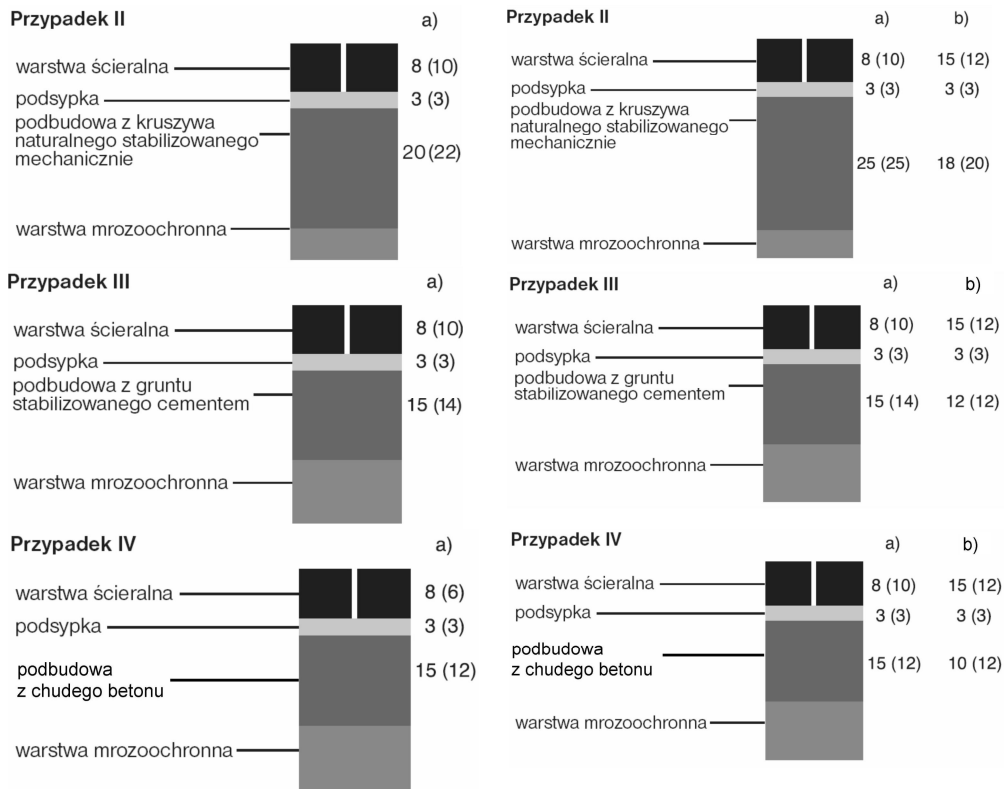 Przypadek II a)
warstwa ścieralna 8 (10)
podsypka 3 (3)
podbudowa z kruszywa
naturalnego stabilizowanego
mechanicznie 20 (22)
warstwa mrozoochronna
Przypadek II a) b)
warstwa ścieralna 8 (10) 15 (12)
podsypka 3 (3) 3 (3)
podbudowa z kruszywa
naturalnego stabilizowanego
mechanicznie
25 (25) 18 (20)
warstwa mrozoochronna
Przypadek III a)
warstwa ścieralna 8 (10)
podsypka 3 (3)
podbudowa z gruntu
stabilizowanego cementem 15 (14)
warstwa mrozoochronna
Przypadek III a) b)
warstwa ścieralna 8 (10) 15 (12)
podsypka 3 (3) 3 (3)
podbudowa z gruntu
stabilizowanego cementem 15 (14) 12 (12)
warstwa mrozoochronna
Przypadek IV a)
warstwa ścieralna 8 (6)
podsypka 3 (3)
podbudowa 15 (12)
z chudego betonu
warstwa mrozoochronna
Przypadek IV a) b)
warstwa ścieralna 8 (10) 15 (12)
podsypka 3 (3) 3 (3)
podbudowa
z chudego betonu 15 (12) 10 (12)
warstwa mrozoochronna